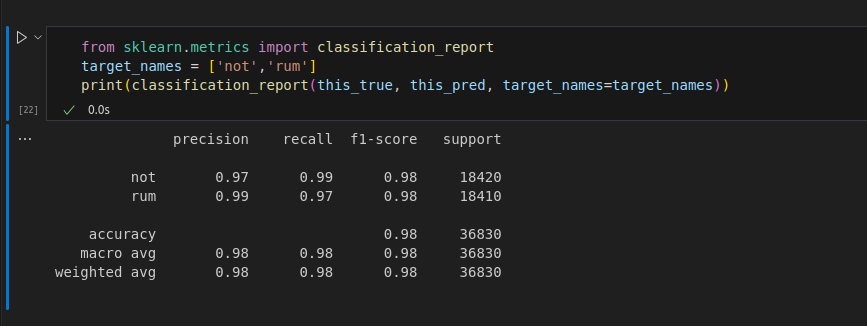 from sklearn.metrics import classification_report
target_names = ['not','rum']
print(classification_report(this_true, this_pred, target_names=target_names))
[22] ✓ 0.0s
... precision recall f1-score support
not 0.97 0.99 0.98 18420
rum 0.99 0.97 0.98 18410
accuracy 0.98 36830
macro avg 0.98 0.98 0.98 36830
weighted avg 0.98 0.98 0.98 36830